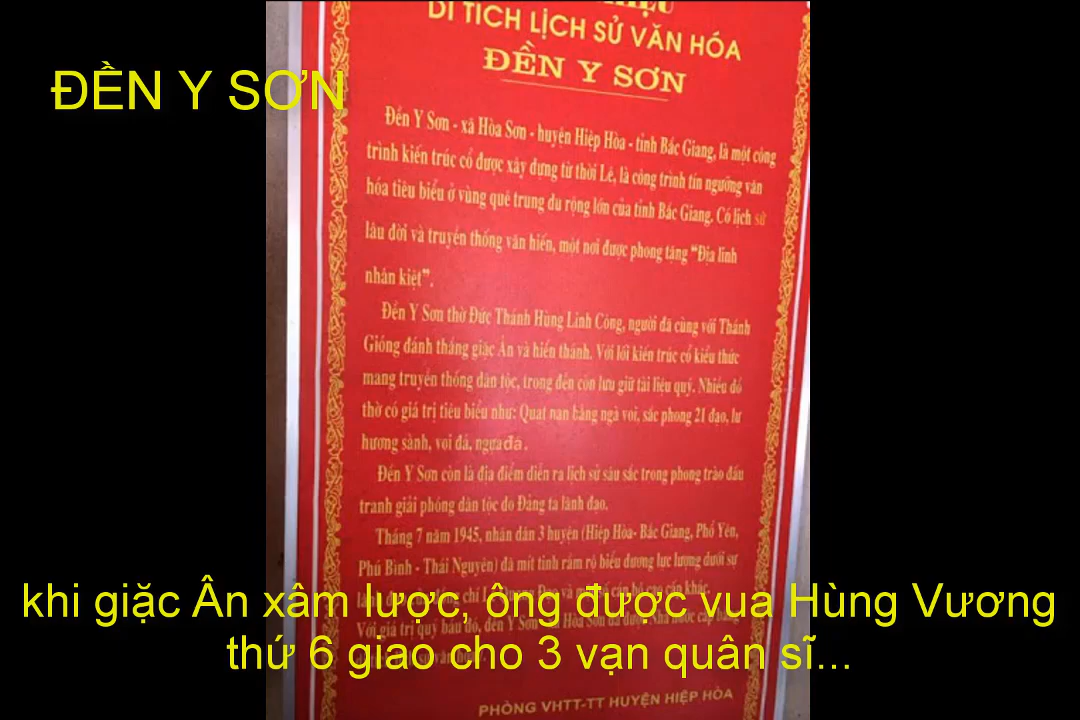 DI TÍCH LỊCH SỬ VĂN HÓA
ĐỀN Y SƠN
ĐỀN Y SƠN
Đền Y Sơn - xã Hòa Sơn - huyện Hiệp Hòa - tỉnh Bắc Giang, là một công
trình kiến trúc cổ được xây dựng từ thời Lê, là công trình tín ngưỡng văn
hóa tiêu biểu ở vùng quê trung du rộng lớn của tỉnh Bắc Giang. Có lịch sử
lâu đời và truyền thống văn hiến, một nơi được phong tặng "Địa linh
nhân kiệt".
Đền Y Sơn thờ Đức Thánh Hùng Linh Công, người đã cùng với Thánh
Gióng đánh thắng giặc Ân và hiển thánh. Với lối kiến trúc cổ kiểu thức
mang truyền thống dân tộc, trong đền còn lưu giữ tài liệu quý. Nhiều đồ
thờ có giá trị tiêu biểu như: Quạt nan bằng ngà voi, sắc phong 21 đạo, lư
hương sành, voi đá, ngựa đá.
Đền Y Sơn còn là địa điểm diễn ra lịch sử sâu sắc trong phong trào đấu
tranh giải phóng dân tộc do Đảng ta lãnh đạo.
Tháng 7 năm 1945, nhân dân 3 huyện (Hiệp Hòa- Bắc Giang, Phổ Yên,
Phú Bình - Thái Nguyên) đã mít tinh rầm rộ biểu dương lực lượng dưới sự
khi giặc Ân xâm lược, ông được vua Hùng Vương
Với giá trị quý báu đó, đền Y Sơn
thứ 6 giao cho 3 vạn quân sĩ...
PHÒNG VHTT-TT HUYỆN HIỆP HÒA